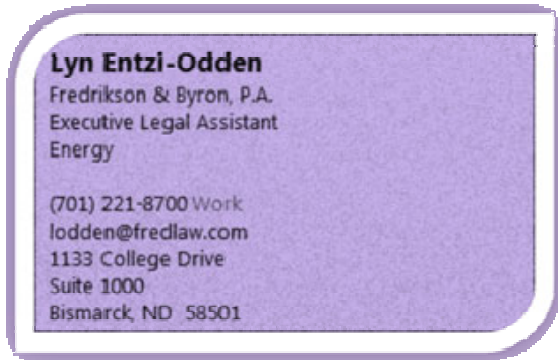 Lyn Entzi-Odden
Fredrikson & Byron, P.A.
Executive Legal Assistant
Energy
(701) 221-8700 Work
lodden@fredlaw.com
1133 College Drive
Suite 1000
Bismarck, ND 58501